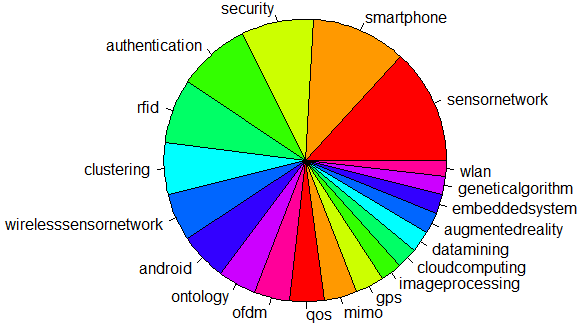 security
smartphone
authentication
sensornetwork
rfid
clustering
wlan
geneticalgorithm
embeddedsystem
wirelesssensornetwork
augmentedreality
datamining
android
cloudcomputing
imageprocessing
ontology
gps
ofdm
mimo
qos